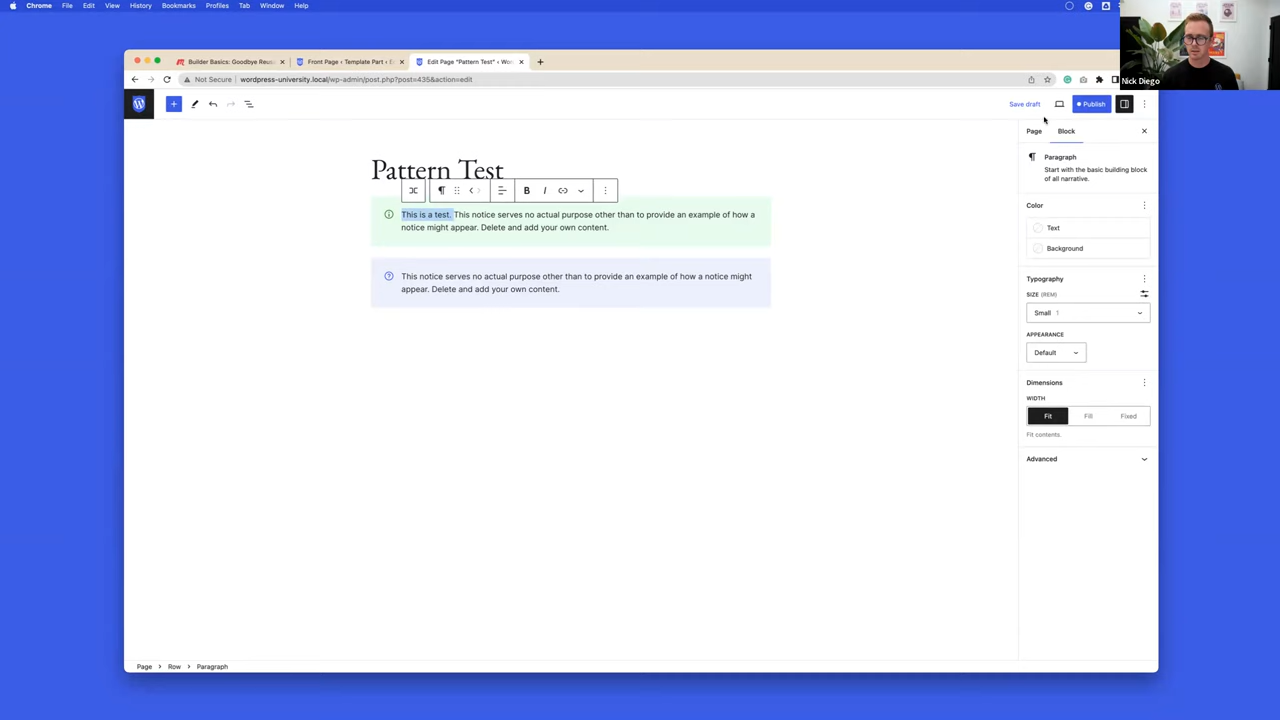 Chrome File Edit View History Bookmarks Profiles Tab Window Help
Nick Diego
Builder Basics: Goodbye Reus
Front Page ‹ Template Part ‹ E
Edit Page "Pattern Test" ‹ Wor
Not Secure wordpress-university.local/wp-admin/post.php?post=435&action=edit
Save draft
Publish
Page
Block
Paragraph
Start with the basic building block
of all narrative.
Pattern Test
B I
This is a test. This notice serves no actual purpose other than to provide an example of how a
notice might appear. Delete and add your own content.
This notice serves no actual purpose other than to provide an example of how a notice might
appear. Delete and add your own content.
Color
Text
Background
Typography
SIZE (REM)
Small 1
APPEARANCE
Default
Dimensions
WIDTH
Fit Fill Fixed
Fit contents.
Advanced
Page › Row › Paragraph